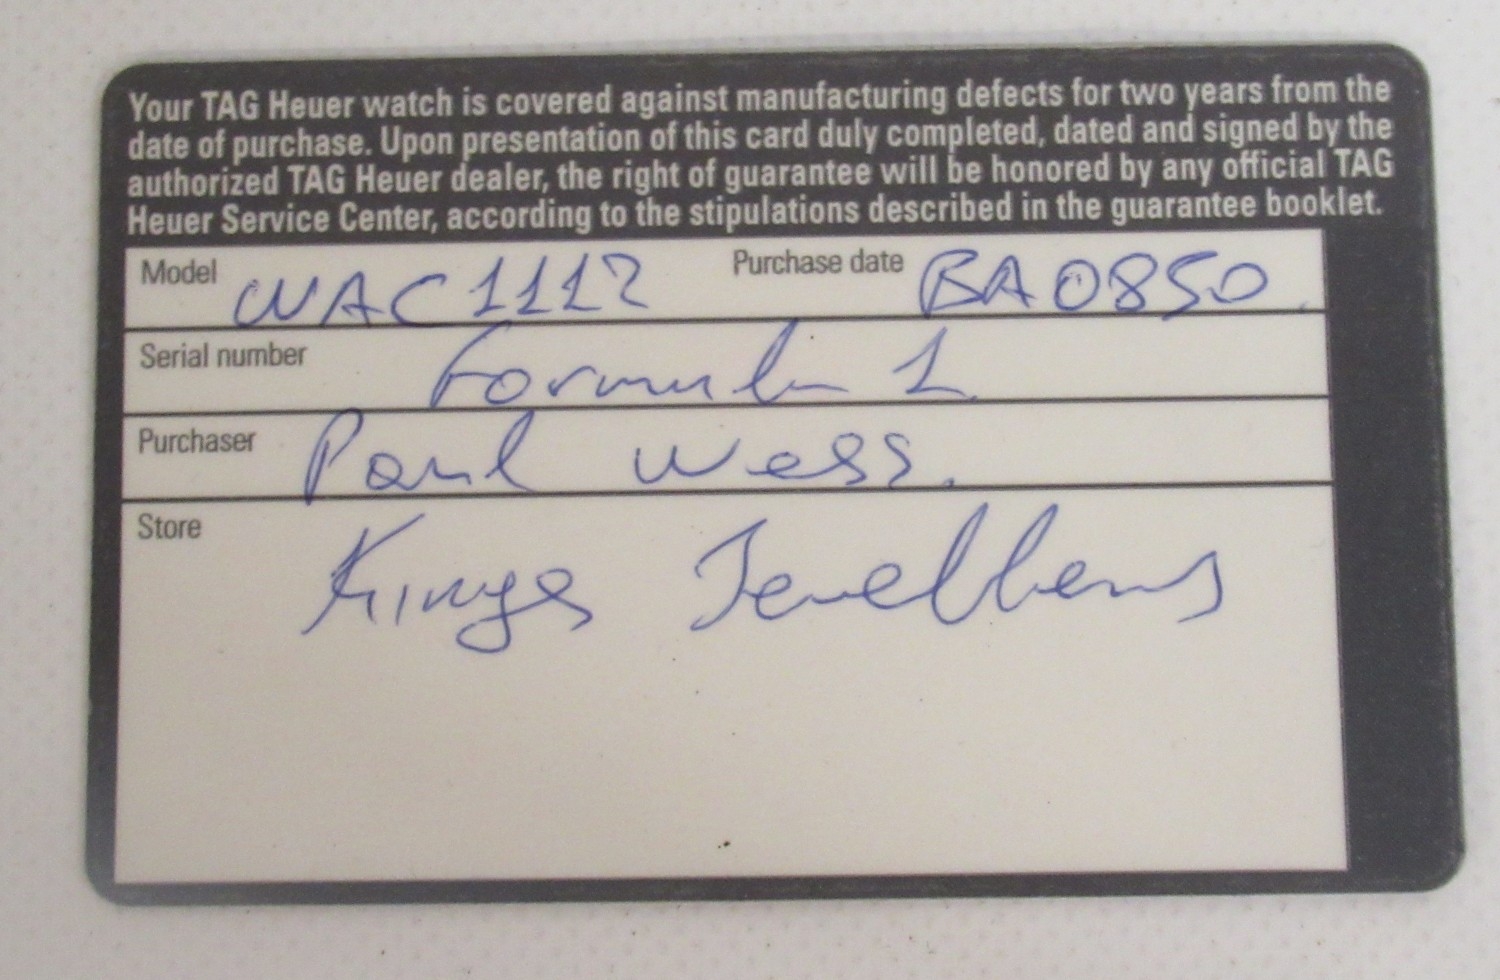 Your TAG Heuer watch is covered against manufacturing defects for two years from the
date of purchase. Upon presentation of this card duly completed, dated and signed by the
authorized TAG Heuer dealer, the right of guarantee will be honored by any official TAG
Heuer Service Center, according to the stipulations described in the guarantee booklet.
Model WAC1112 Purchase date BA0850
Serial number Formula 1
Purchaser Paul Wess.
Store Kings Jewellers